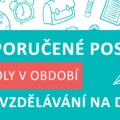 PORUČENÉ POS
OLY V OBDOBÍ
VZDĚLÁVÁNÍ NA D